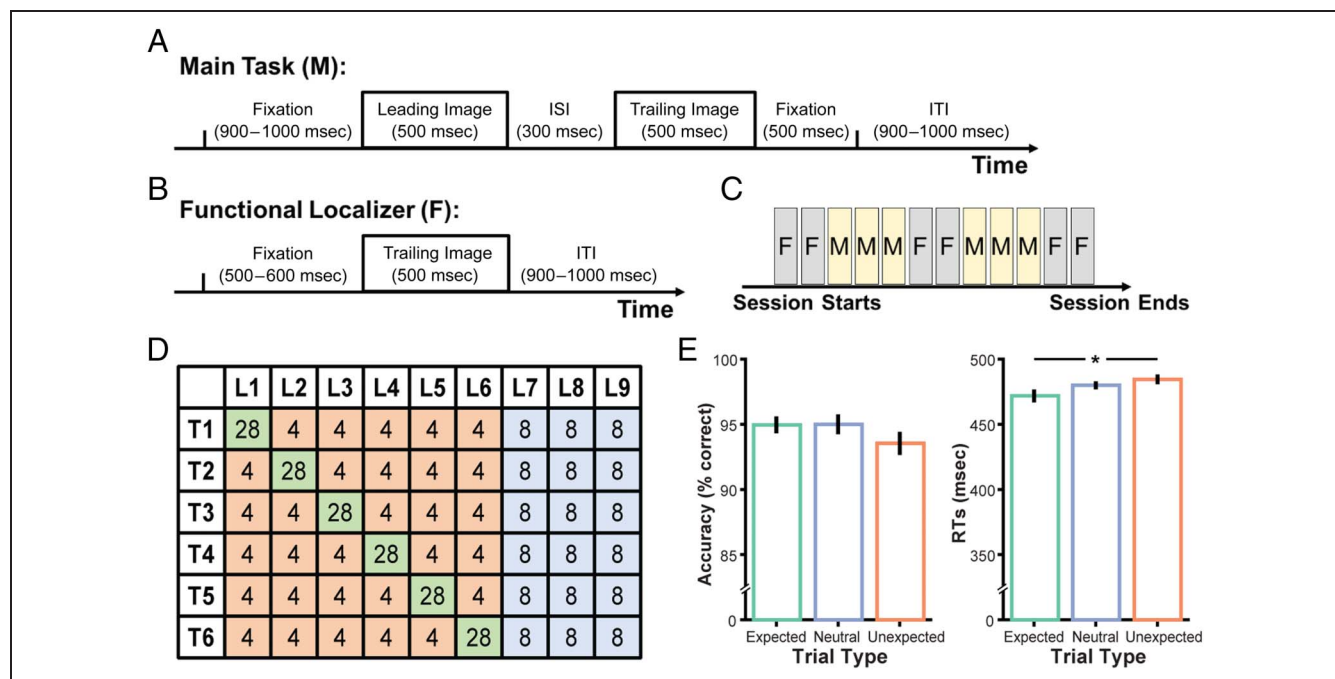 A
Main Task (M):
Fixation
(900–1000 msec)
Leading Image
(500 msec)
ISI
(300 msec)
Trailing Image
(500 msec)
Fixation
(500 msec)
ITI
(900–1000 msec)
Time
B
Functional Localizer (F):
Fixation
(500–600 msec)
Trailing Image
(500 msec)
ITI
(900–1000 msec)
Time
C
F F M M M F F M M M F F
Session Starts
Session Ends
D
L1 L2 L3 L4 L5 L6 L7 L8 L9
T1 28 4 4 4 4 4 8 8 8
T2 4 28 4 4 4 4 8 8 8
T3 4 4 28 4 4 4 8 8 8
T4 4 4 4 28 4 4 8 8 8
T5 4 4 4 4 28 4 8 8 8
T6 4 4 4 4 4 28 8 8 8
E
Accuracy (% correct)
100
95
90
85
0
Expected Neutral Unexpected
Trial Type
RTs (msec)
500
450
400
350
0
*
Expected Neutral Unexpected
Trial Type